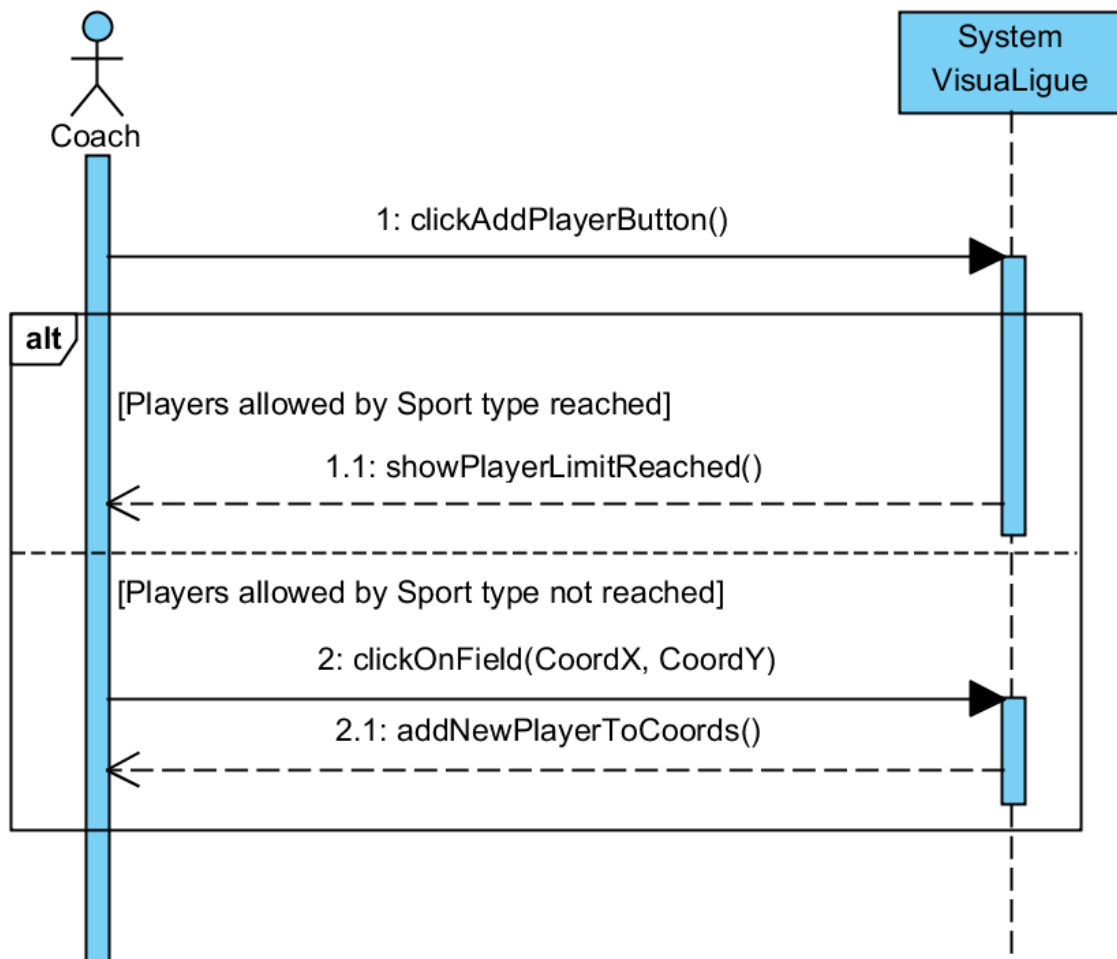 System
VisuaLigue
Coach
1: clickAddPlayerButton()
alt
[Players allowed by Sport type reached]
1.1: showPlayerLimitReached()
[Players allowed by Sport type not reached]
2: clickOnField(CoordX, CoordY)
2.1: addNewPlayerToCoords()